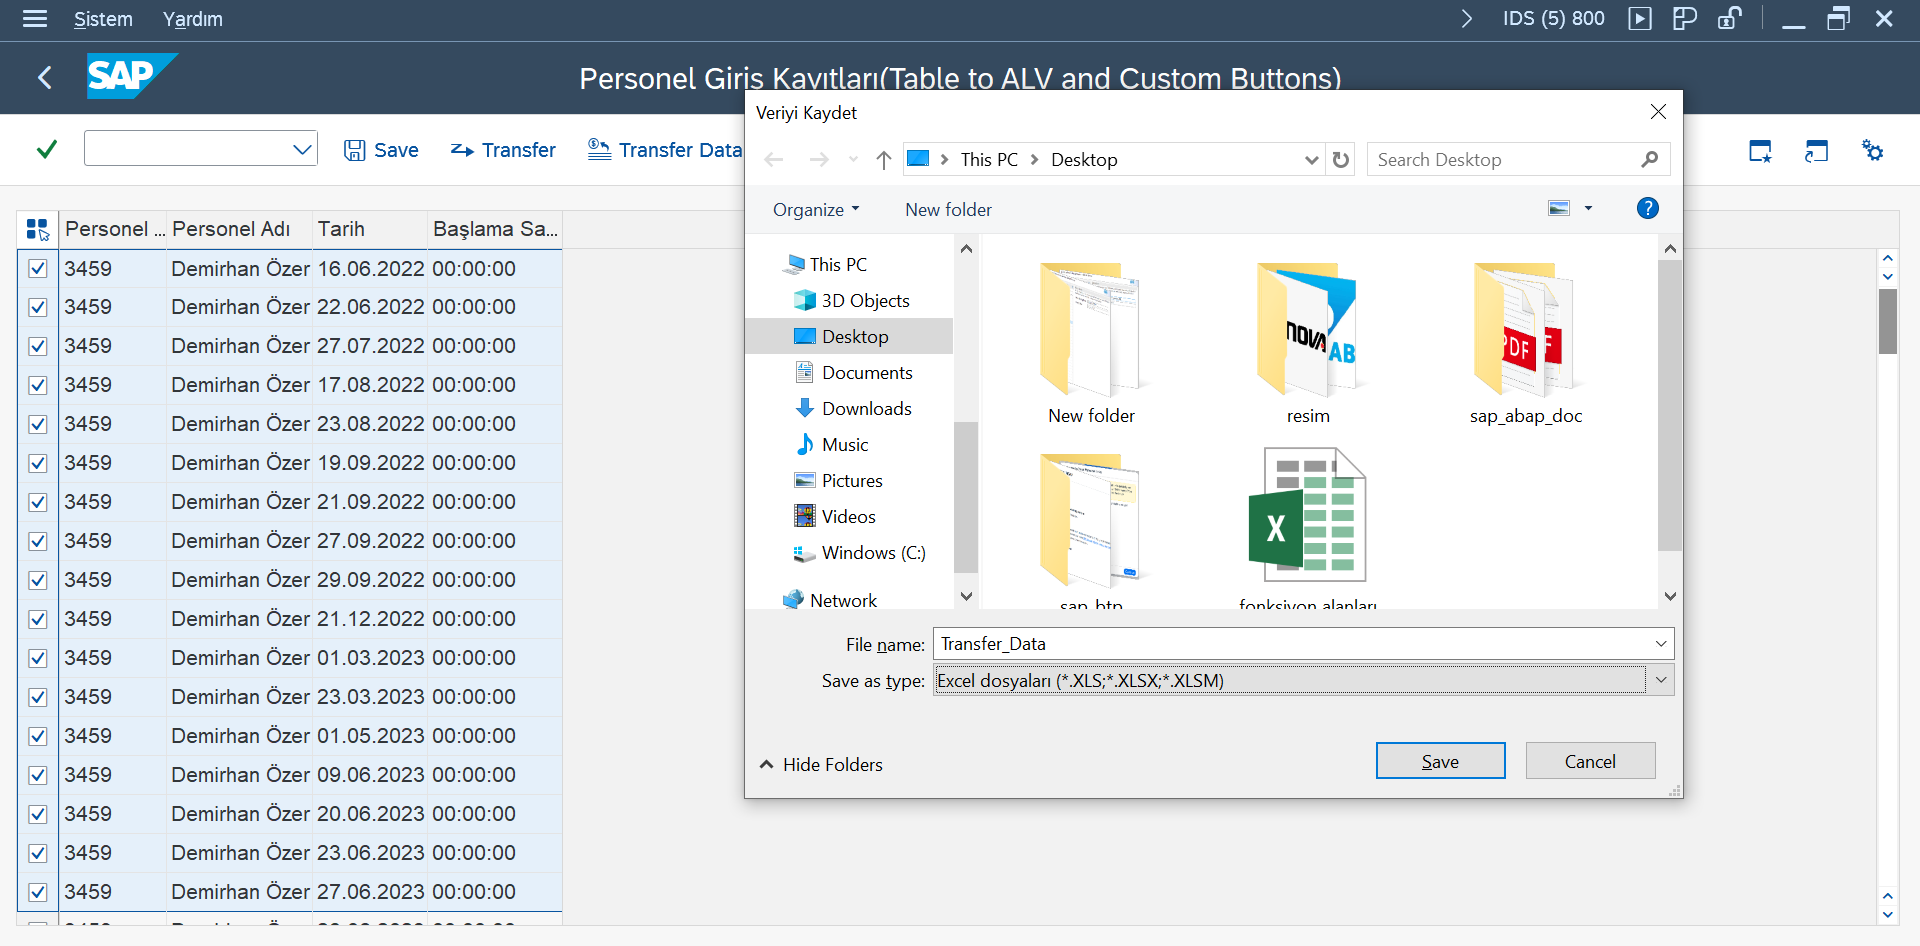 Sistem Yardım IDS (5) 800
SAP Personel Giris Kayıtları(Table to ALV and Custom Buttons)
Save Transfer Transfer Data
Personel ... Personel Adı Tarih Başlama Sa...
3459 Demirhan Özer 16.06.2022 00:00:00
3459 Demirhan Özer 22.06.2022 00:00:00
3459 Demirhan Özer 27.07.2022 00:00:00
3459 Demirhan Özer 17.08.2022 00:00:00
3459 Demirhan Özer 23.08.2022 00:00:00
3459 Demirhan Özer 19.09.2022 00:00:00
3459 Demirhan Özer 21.09.2022 00:00:00
3459 Demirhan Özer 27.09.2022 00:00:00
3459 Demirhan Özer 29.09.2022 00:00:00
3459 Demirhan Özer 21.12.2022 00:00:00
3459 Demirhan Özer 01.03.2023 00:00:00
3459 Demirhan Özer 23.03.2023 00:00:00
3459 Demirhan Özer 01.05.2023 00:00:00
3459 Demirhan Özer 09.06.2023 00:00:00
3459 Demirhan Özer 20.06.2023 00:00:00
3459 Demirhan Özer 23.06.2023 00:00:00
3459 Demirhan Özer 27.06.2023 00:00:00
Veriyi Kaydet
This PC Desktop Search Desktop
Organize New folder
This PC
3D Objects
Desktop
Documents
Downloads
Music
Pictures
Videos
Windows (C:)
Network
NOVA
AB
PDF
New folder resim sap_abap_doc
X
sap_btp fonksiyon alanları
File name: Transfer_Data
Save as type: Excel dosyaları (*.XLS;*.XLSX;*.XLSM)
Hide Folders Save Cancel